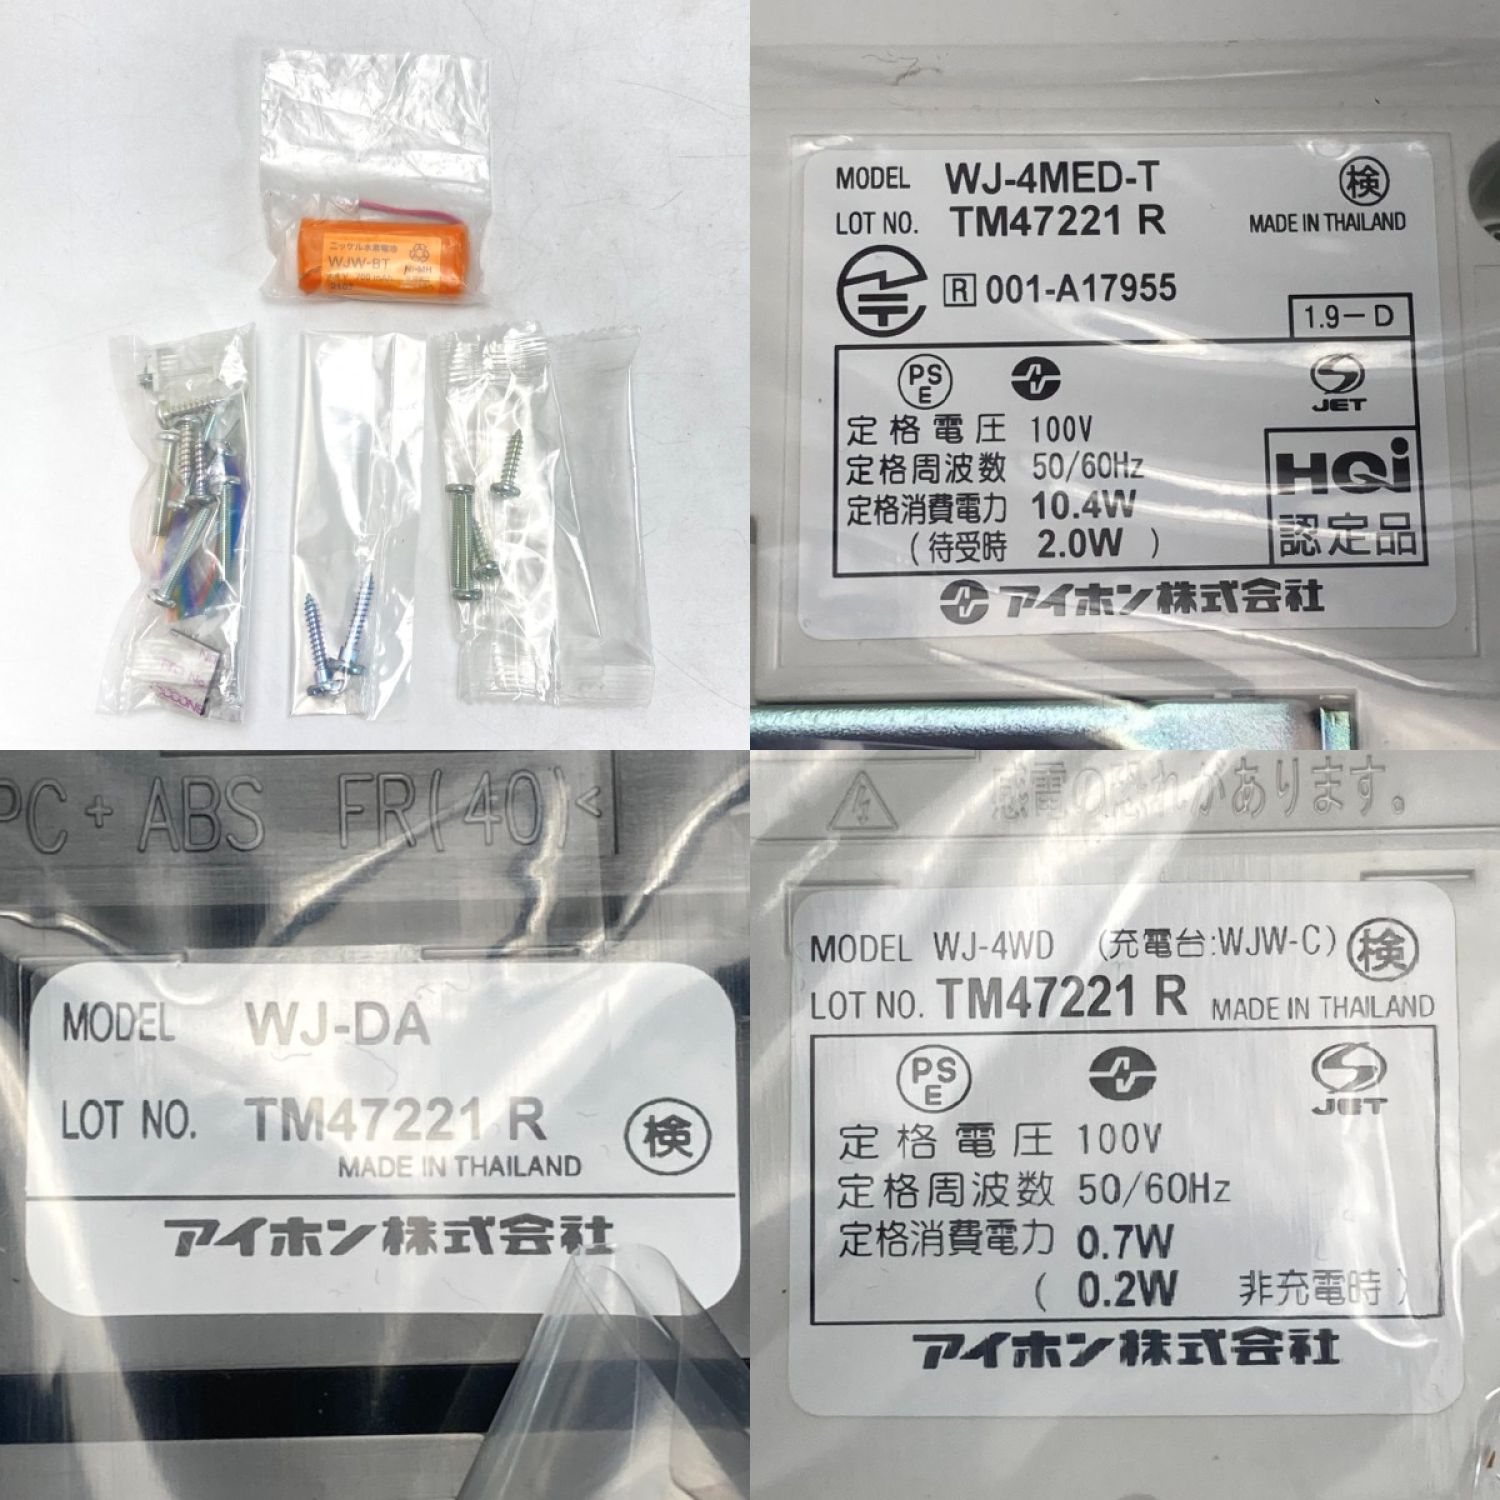 ニッケル水素電池
WJW-BT
Ni-MH
MODEL WJ-4MED-T 検
LOT NO. TM47221 R MADE IN THAILAND
R 001-A17955
1.9-D
PSE
JET
定格電圧 100V
定格周波数 50/60Hz
定格消費電力 10.4W
(待受時 2.0W)
HQi
認定品
アイホン株式会社
PC+ABS FR(40)<
MODEL WJ-DA
LOT NO. TM47221 R 検
MADE IN THAILAND
アイホン株式会社
感電の恐れがあります。
MODEL WJ-4WD (充電台:WJW-C) 検
LOT NO. TM47221 R MADE IN THAILAND
PSE
JET
定格電圧 100V
定格周波数 50/60Hz
定格消費電力 0.7W
(0.2W 非充電時)
アイホン株式会社